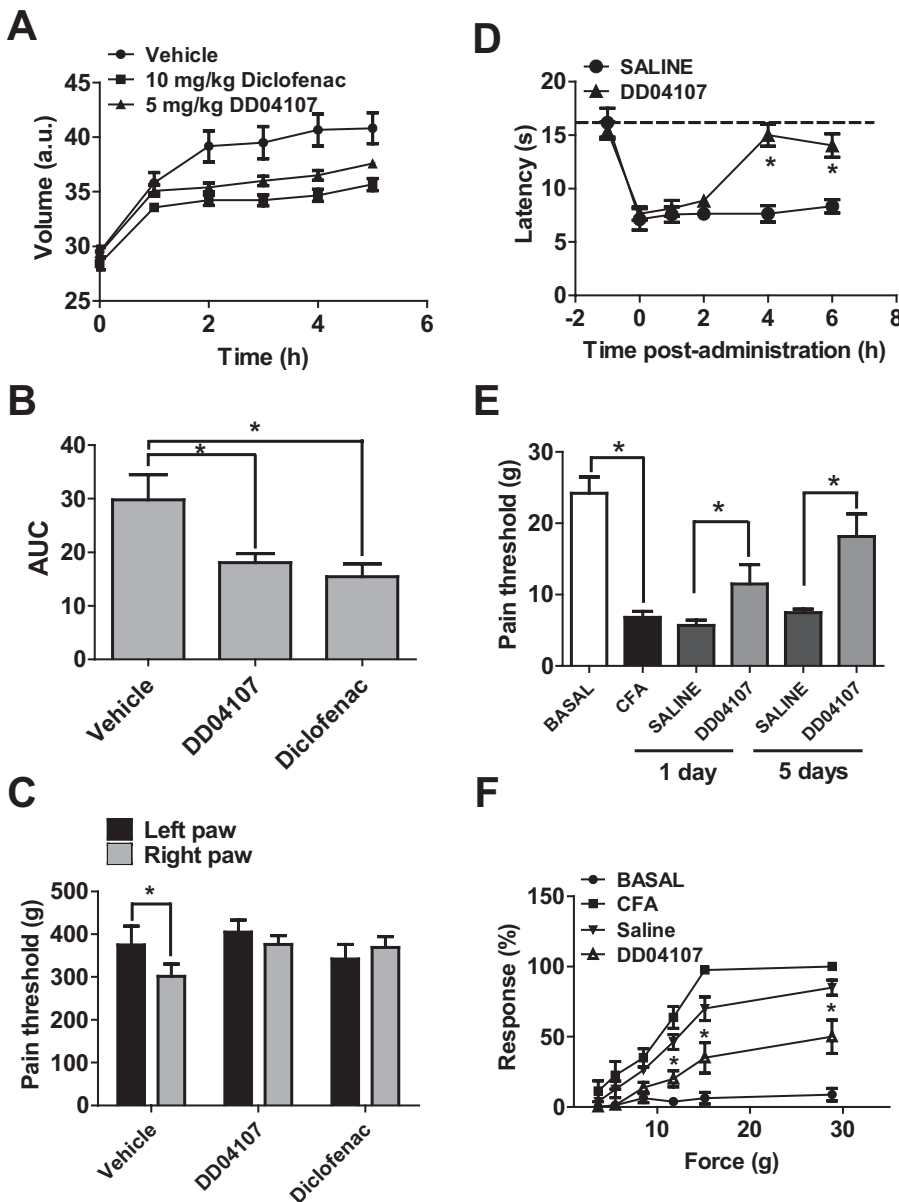 A
Vehicle
10 mg/kg Diclofenac
5 mg/kg DD04107
45
40
35
30
25
Volume (a.u.)
0 2 4 6
Time (h)
B
*
*
40
30
20
10
0
AUC
Vehicle
DD04107
Diclofenac
C
Left paw
Right paw
*
500
400
300
200
100
0
Pain threshold (g)
Vehicle
DD04107
Diclofenac
D
SALINE
DD04107
20
15
10
5
0
Latency (s)
* *
-2 0 2 4 6 8
Time post-administration (h)
E
* * *
30
20
10
0
Pain threshold (g)
BASAL
CFA
SALINE
DD04107
SALINE
DD04107
1 day
5 days
F
BASAL
CFA
Saline
DD04107
150
100
50
0
Response (%)
* * *
10 20 30
Force (g)